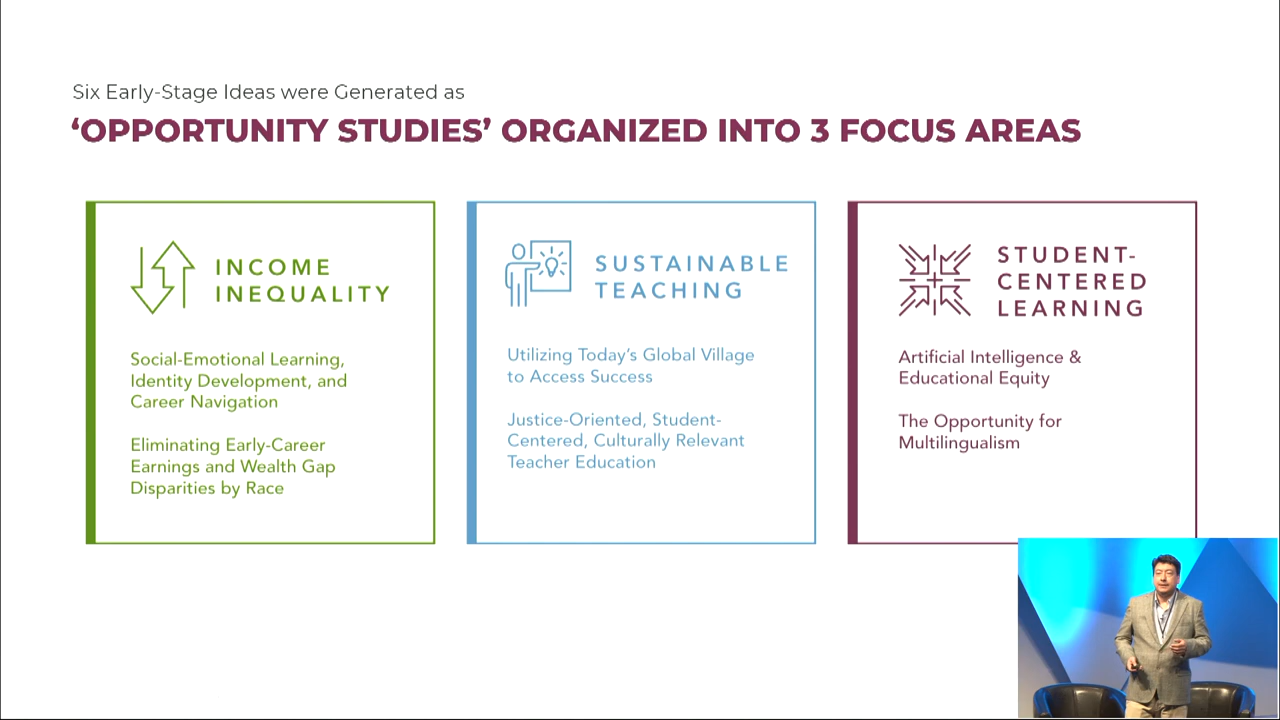 Six Early-Stage Ideas were Generated as
‘OPPORTUNITY STUDIES’ ORGANIZED INTO 3 FOCUS AREAS
INCOME
INEQUALITY
Social-Emotional Learning,
Identity Development, and
Career Navigation
Eliminating Early-Career
Earnings and Wealth Gap
Disparities by Race
SUSTAINABLE
TEACHING
Utilizing Today’s Global Village
to Access Success
Justice-Oriented, Student-
Centered, Culturally Relevant
Teacher Education
STUDENT-
CENTERED
LEARNING
Artificial Intelligence &
Educational Equity
The Opportunity for
Multilingualism